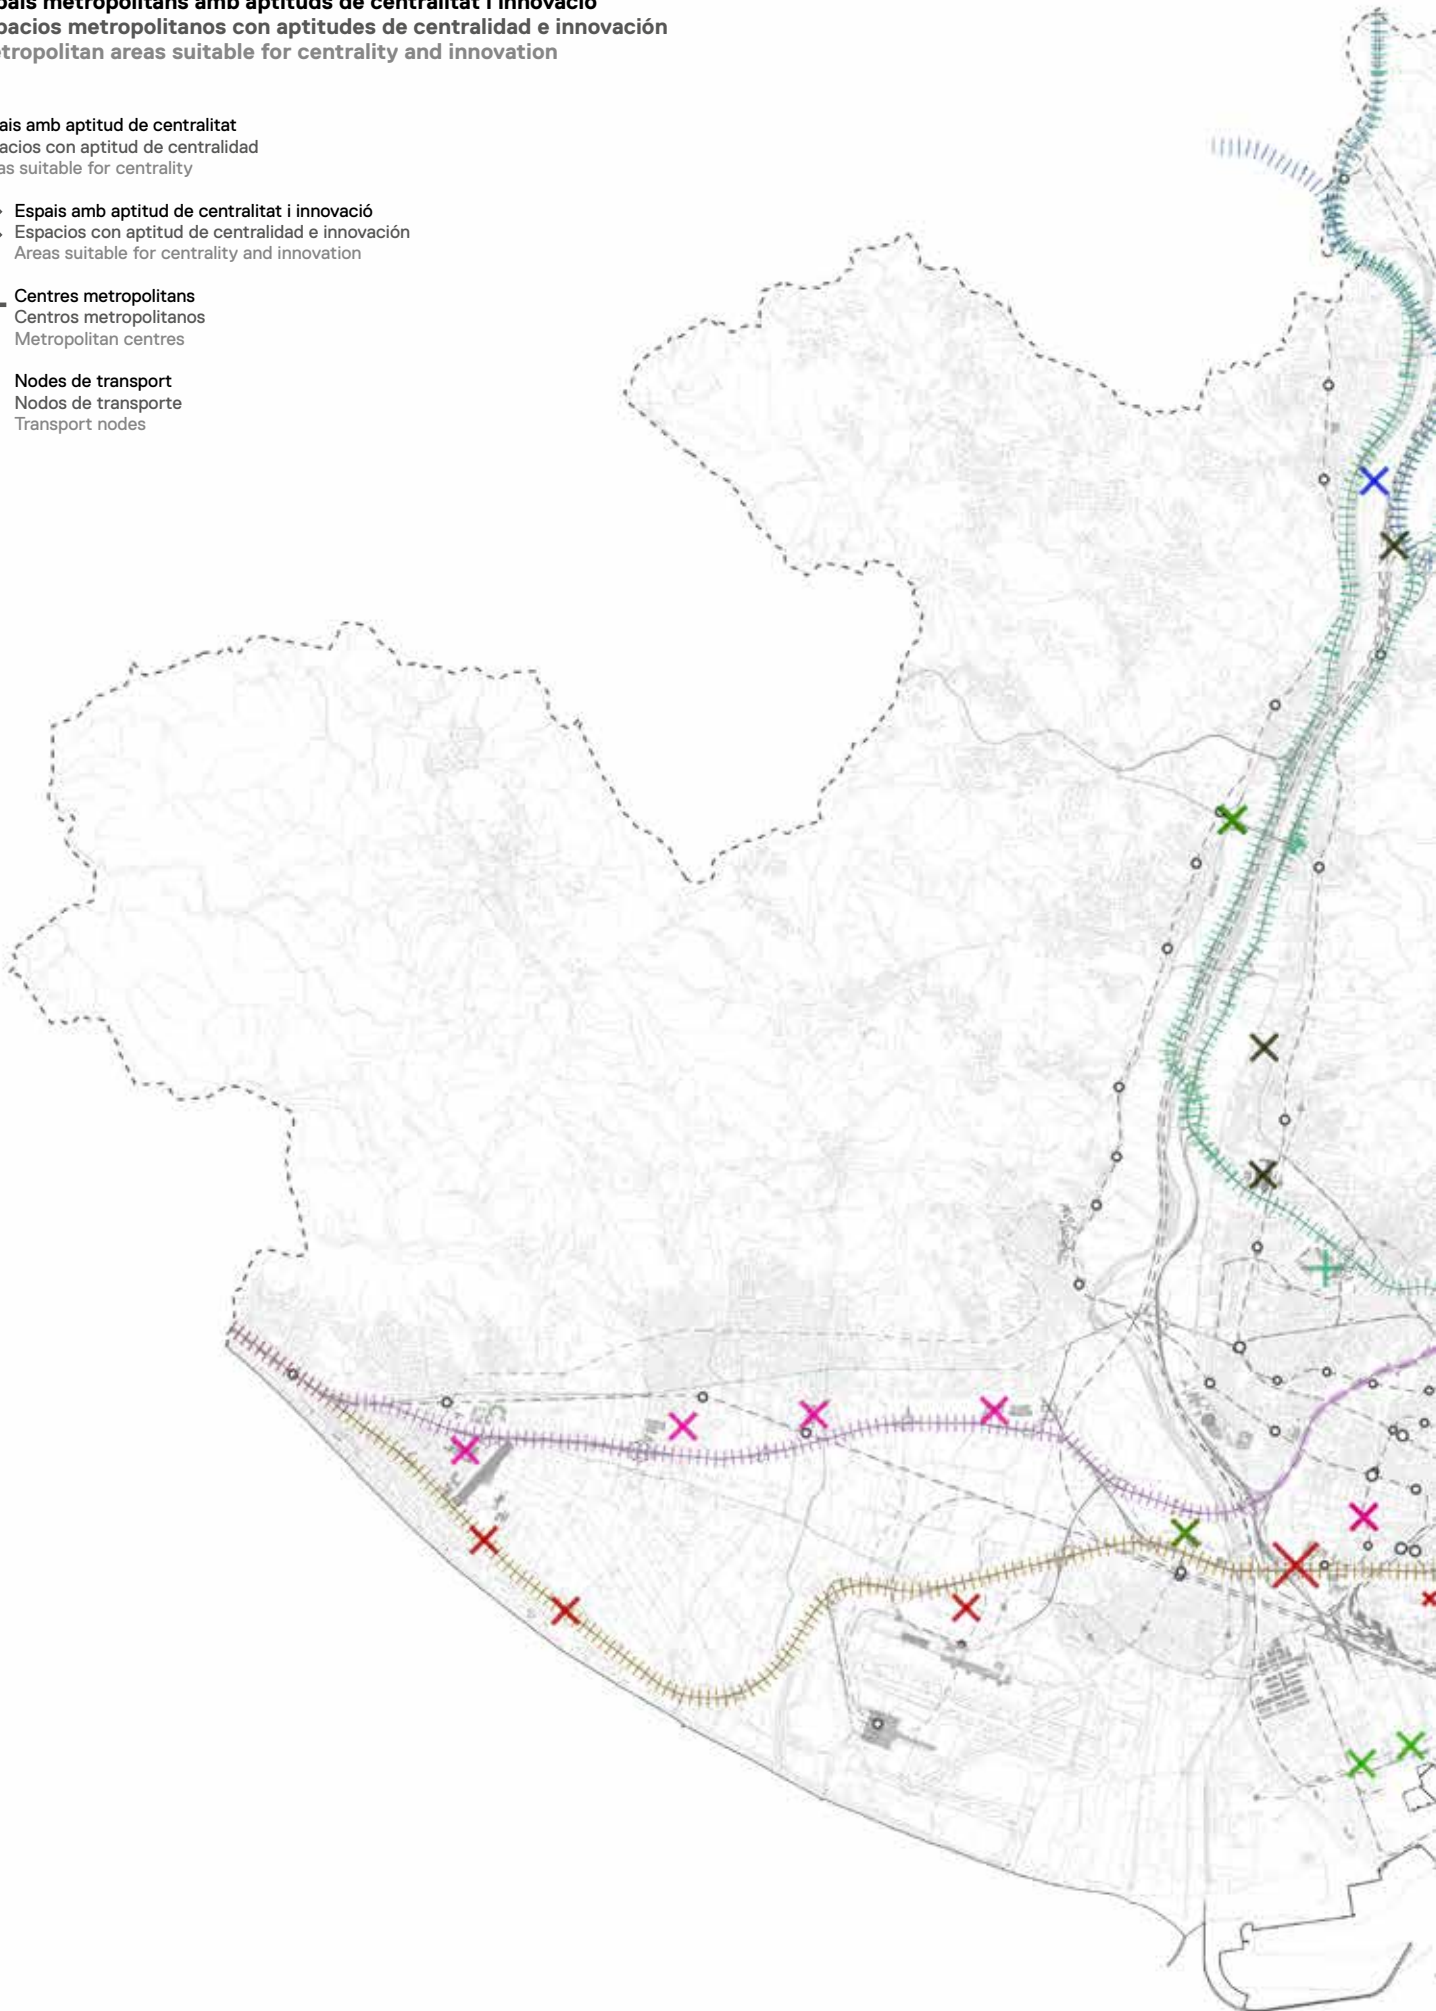 pais metropolitans amb aptituds de centralitat i innovació
pacios metropolitanos con aptitudes de centralidad e innovación
etropolitan areas suitable for centrality and innovation
ais amb aptitud de centralitat
acios con aptitud de centralidad
as suitable for centrality
Espais amb aptitud de centralitat i innovació
Espacios con aptitud de centralidad e innovación
Areas suitable for centrality and innovation
Centres metropolitans
Centros metropolitanos
Metropolitan centres
Nodes de transport
Nodos de transporte
Transport nodes